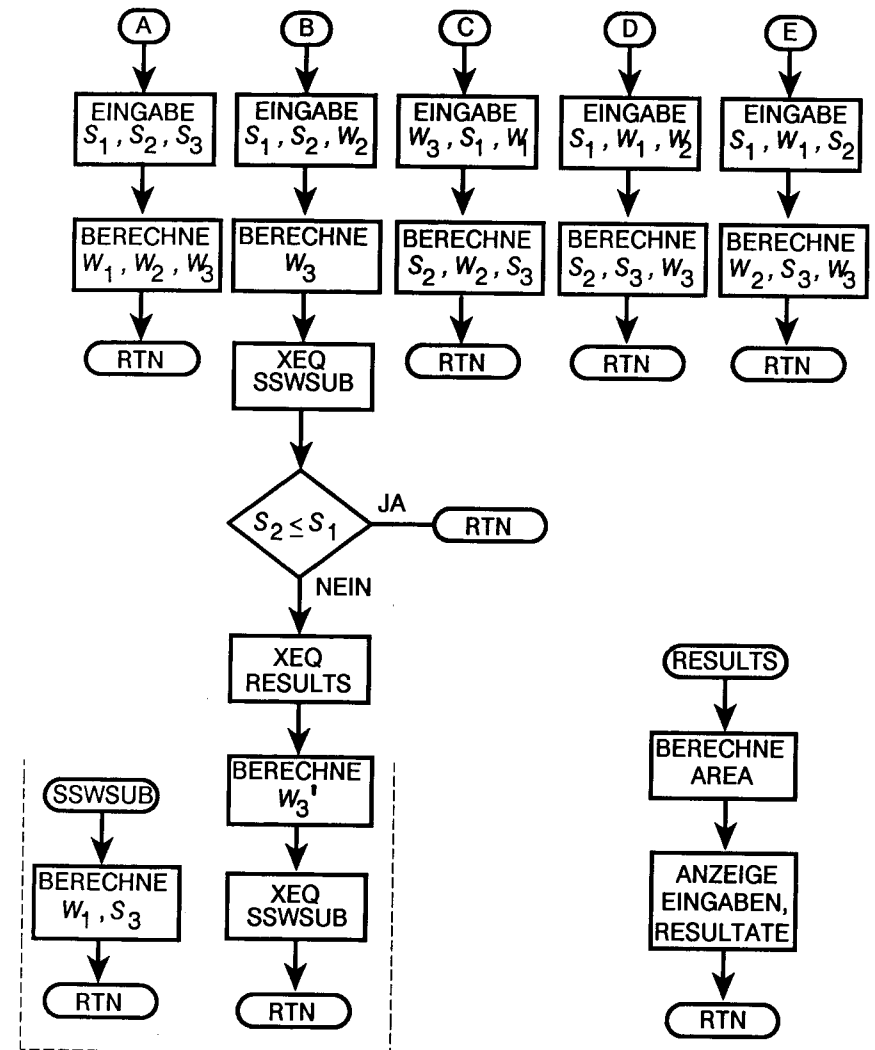 A
EINGABE
S₁, S₂, S₃
BERECHNE
W₁, W₂, W₃
RTN
B
EINGABE
S₁, S₂, W₂
BERECHNE
W₃
XEQ
SSWSUB
S₂ ≤ S₁
JA
RTN
NEIN
XEQ
RESULTS
BERECHNE
W₃'
XEQ
SSWSUB
RTN
C
EINGABE
W₃, S₁, W₁
BERECHNE
S₂, W₂, S₃
RTN
D
EINGABE
S₁, W₁, W₂
BERECHNE
S₂, S₃, W₃
RTN
E
EINGABE
S₁, W₁, S₂
BERECHNE
W₂, S₃, W₃
RTN
SSWSUB
BERECHNE
W₁, S₃
RTN
RESULTS
BERECHNE
AREA
ANZEIGE
EINGABEN,
RESULTATE
RTN